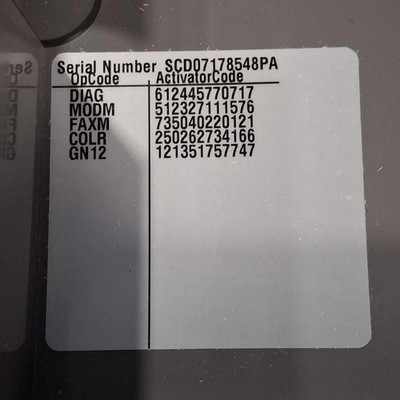 Serial Number SCD07178548PA
OpCode ActivatorCode
DIAG 612445770717
MODM 512327111576
FAXM 735040220121
COLR 250262734166
GN12 121351757747